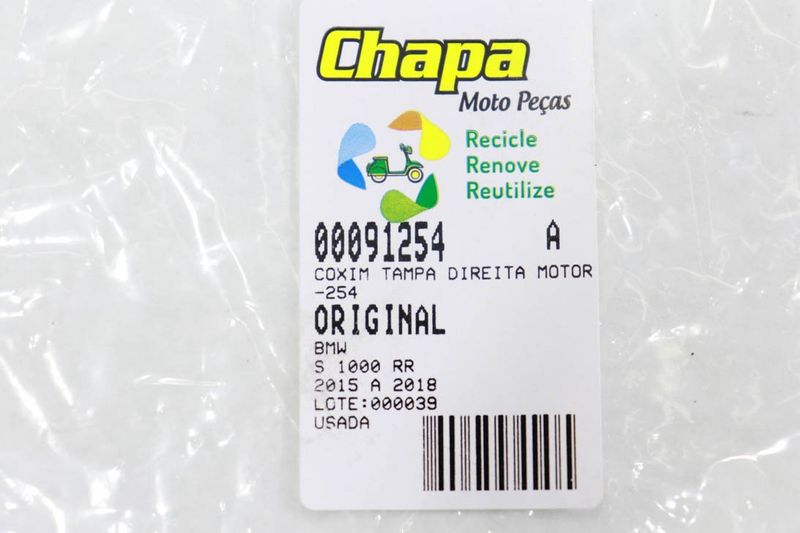 Chapa
Moto Peças
Recicle
Renove
Reutilize
00091254 A
COXIM TAMPA DIREITA MOTOR
-254
ORIGINAL
BMW
S 1000 RR
2015 A 2018
LOTE:000039
USADA